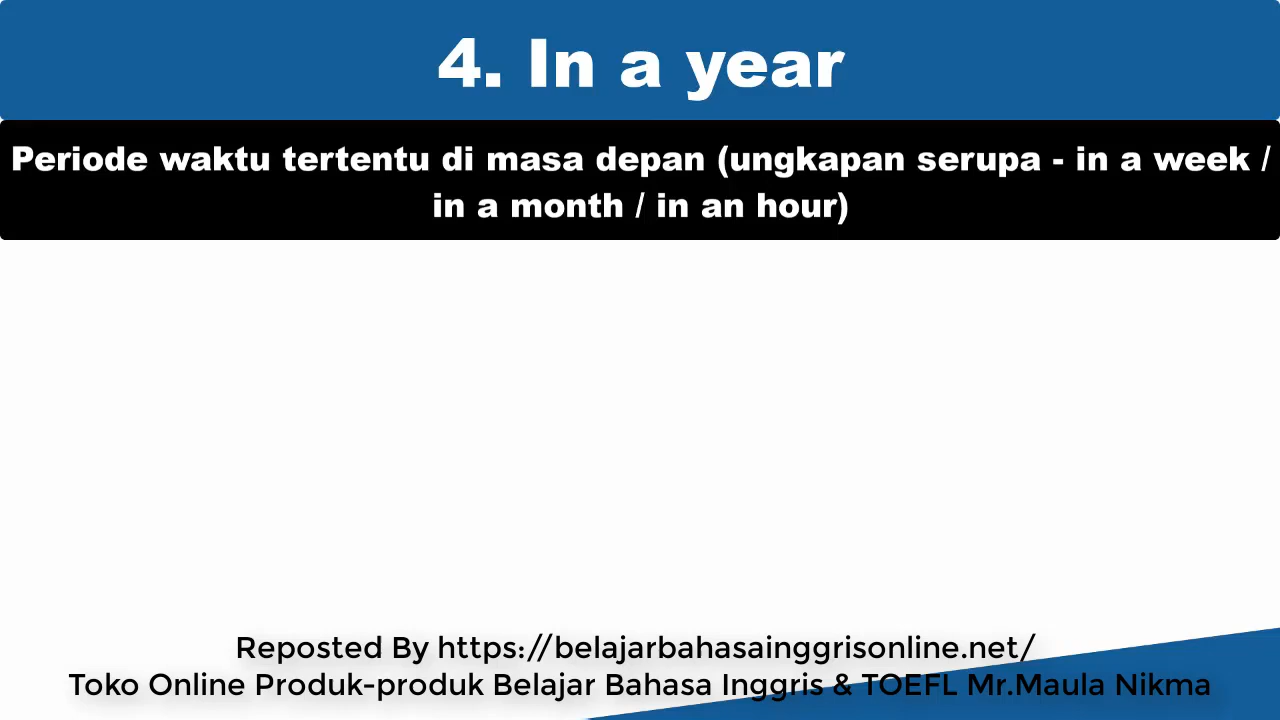 4. In a year
Periode waktu tertentu di masa depan (ungkapan serupa - in a week /
in a month / in an hour)
Reposted By https://belajarbahasainggrisonline.net/
Toko Online Produk-produk Belajar Bahasa Inggris & TOEFL Mr.Maula Nikma